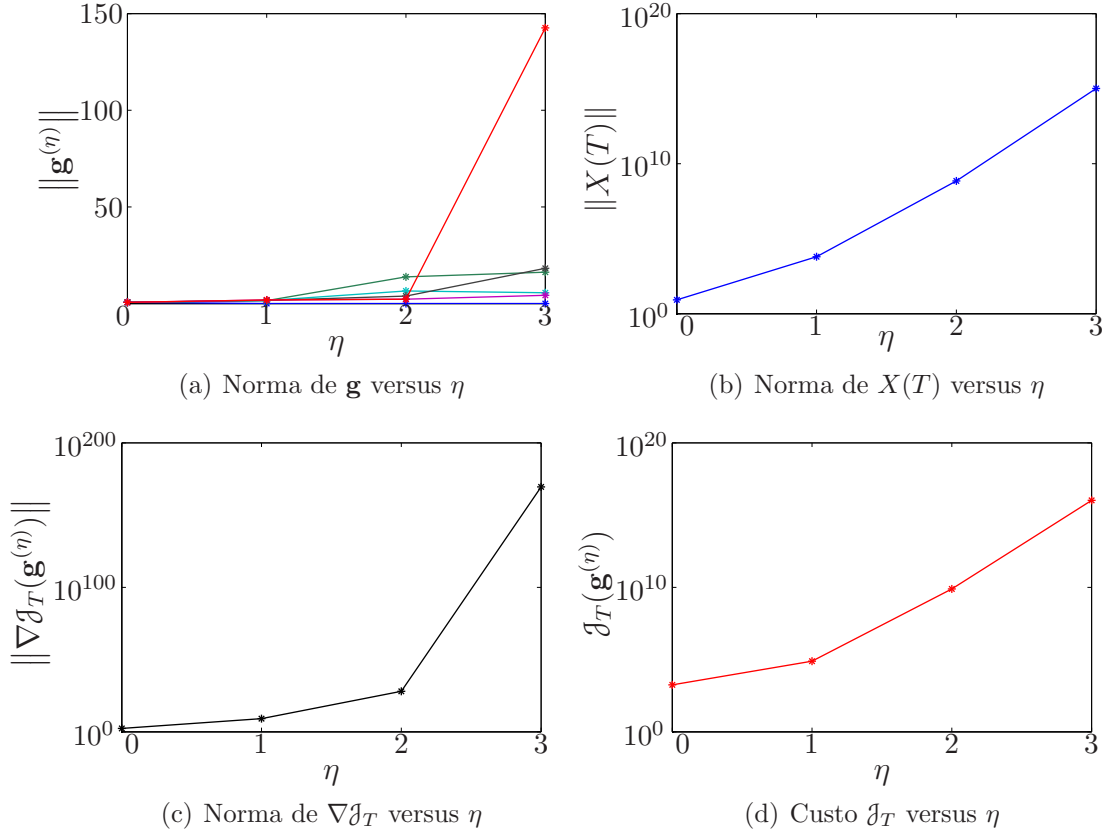 150
100
50
0 1 2 3
||g^(η)||
η
(a) Norma de g versus η
10^20
10^10
10^0
0 1 2 3
||X(T)||
η
(b) Norma de X(T) versus η
10^200
10^100
10^0
0 1 2 3
||∇𝒥_T(g^(η))||
η
(c) Norma de ∇𝒥_T versus η
10^20
10^10
10^0
0 1 2 3
𝒥_T(g^(η))
η
(d) Custo 𝒥_T versus η